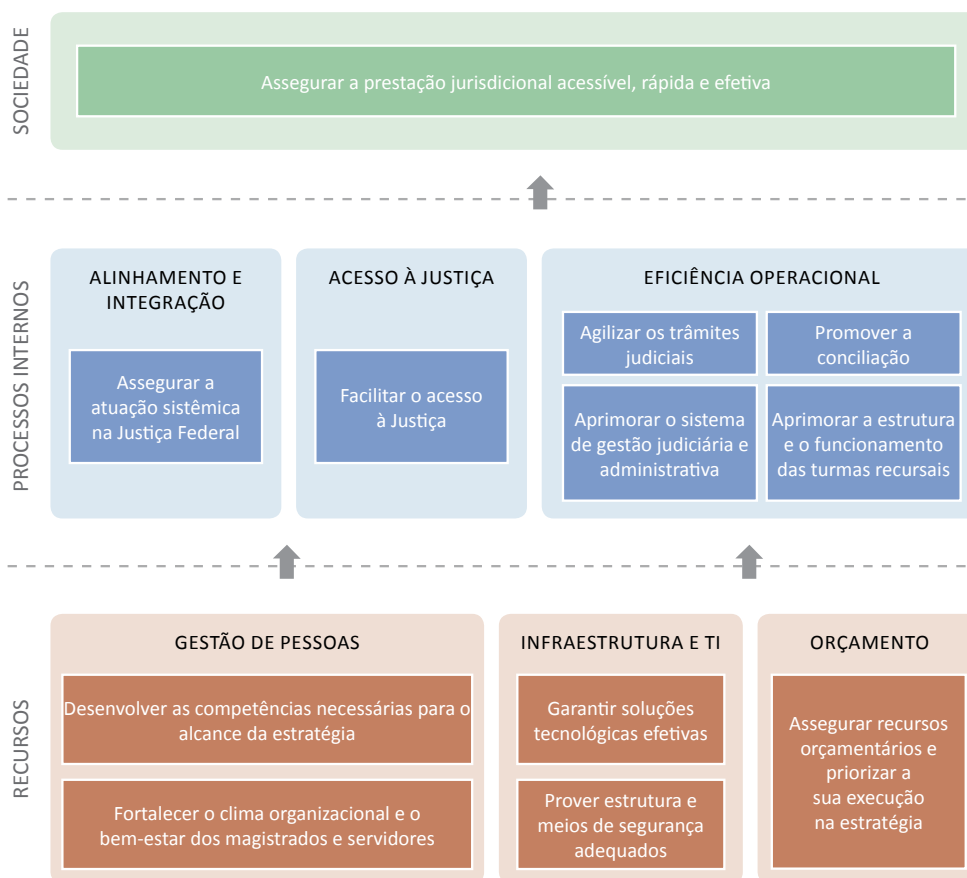 SOCIEDADE
Assegurar a prestação jurisdicional acessível, rápida e efetiva
PROCESSOS INTERNOS
ALINHAMENTO E
INTEGRAÇÃO
Assegurar a
atuação sistêmica
na Justiça Federal
ACESSO À JUSTIÇA
Facilitar o acesso
à Justiça
EFICIÊNCIA OPERACIONAL
Agilizar os trâmites
judiciais
Promover a
conciliação
Aprimorar o sistema
de gestão judiciária e
administrativa
Aprimorar a estrutura
e o funcionamento
das turmas recursais
RECURSOS
GESTÃO DE PESSOAS
Desenvolver as competências necessárias para o
alcance da estratégia
Fortalecer o clima organizacional e o
bem-estar dos magistrados e servidores
INFRAESTRUTURA E TI
Garantir soluções
tecnológicas efetivas
Prover estrutura e
meios de segurança
adequados
ORÇAMENTO
Assegurar recursos
orçamentários e
priorizar a
sua execução
na estratégia